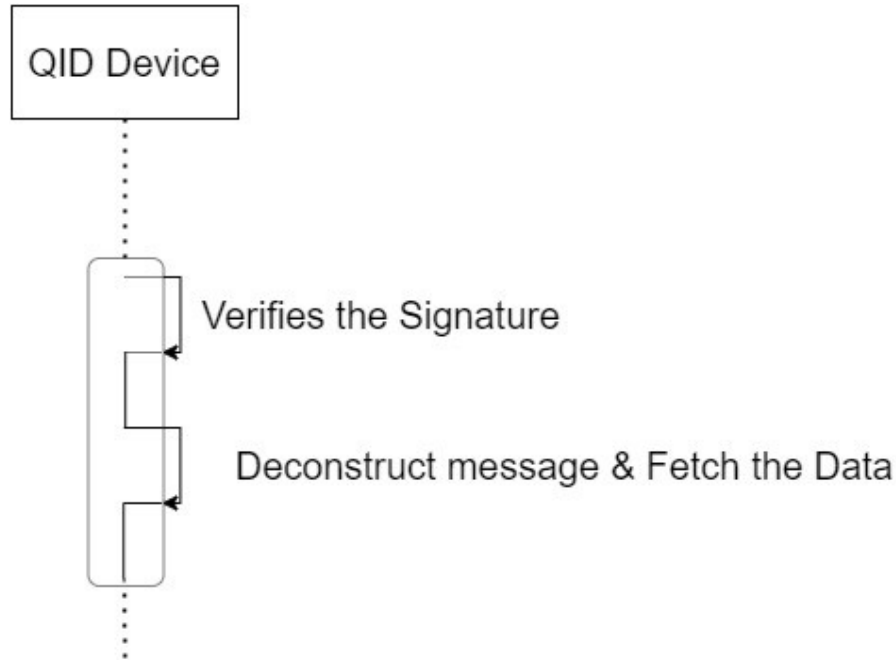 QID Device
Verifies the Signature
Deconstruct message & Fetch the Data